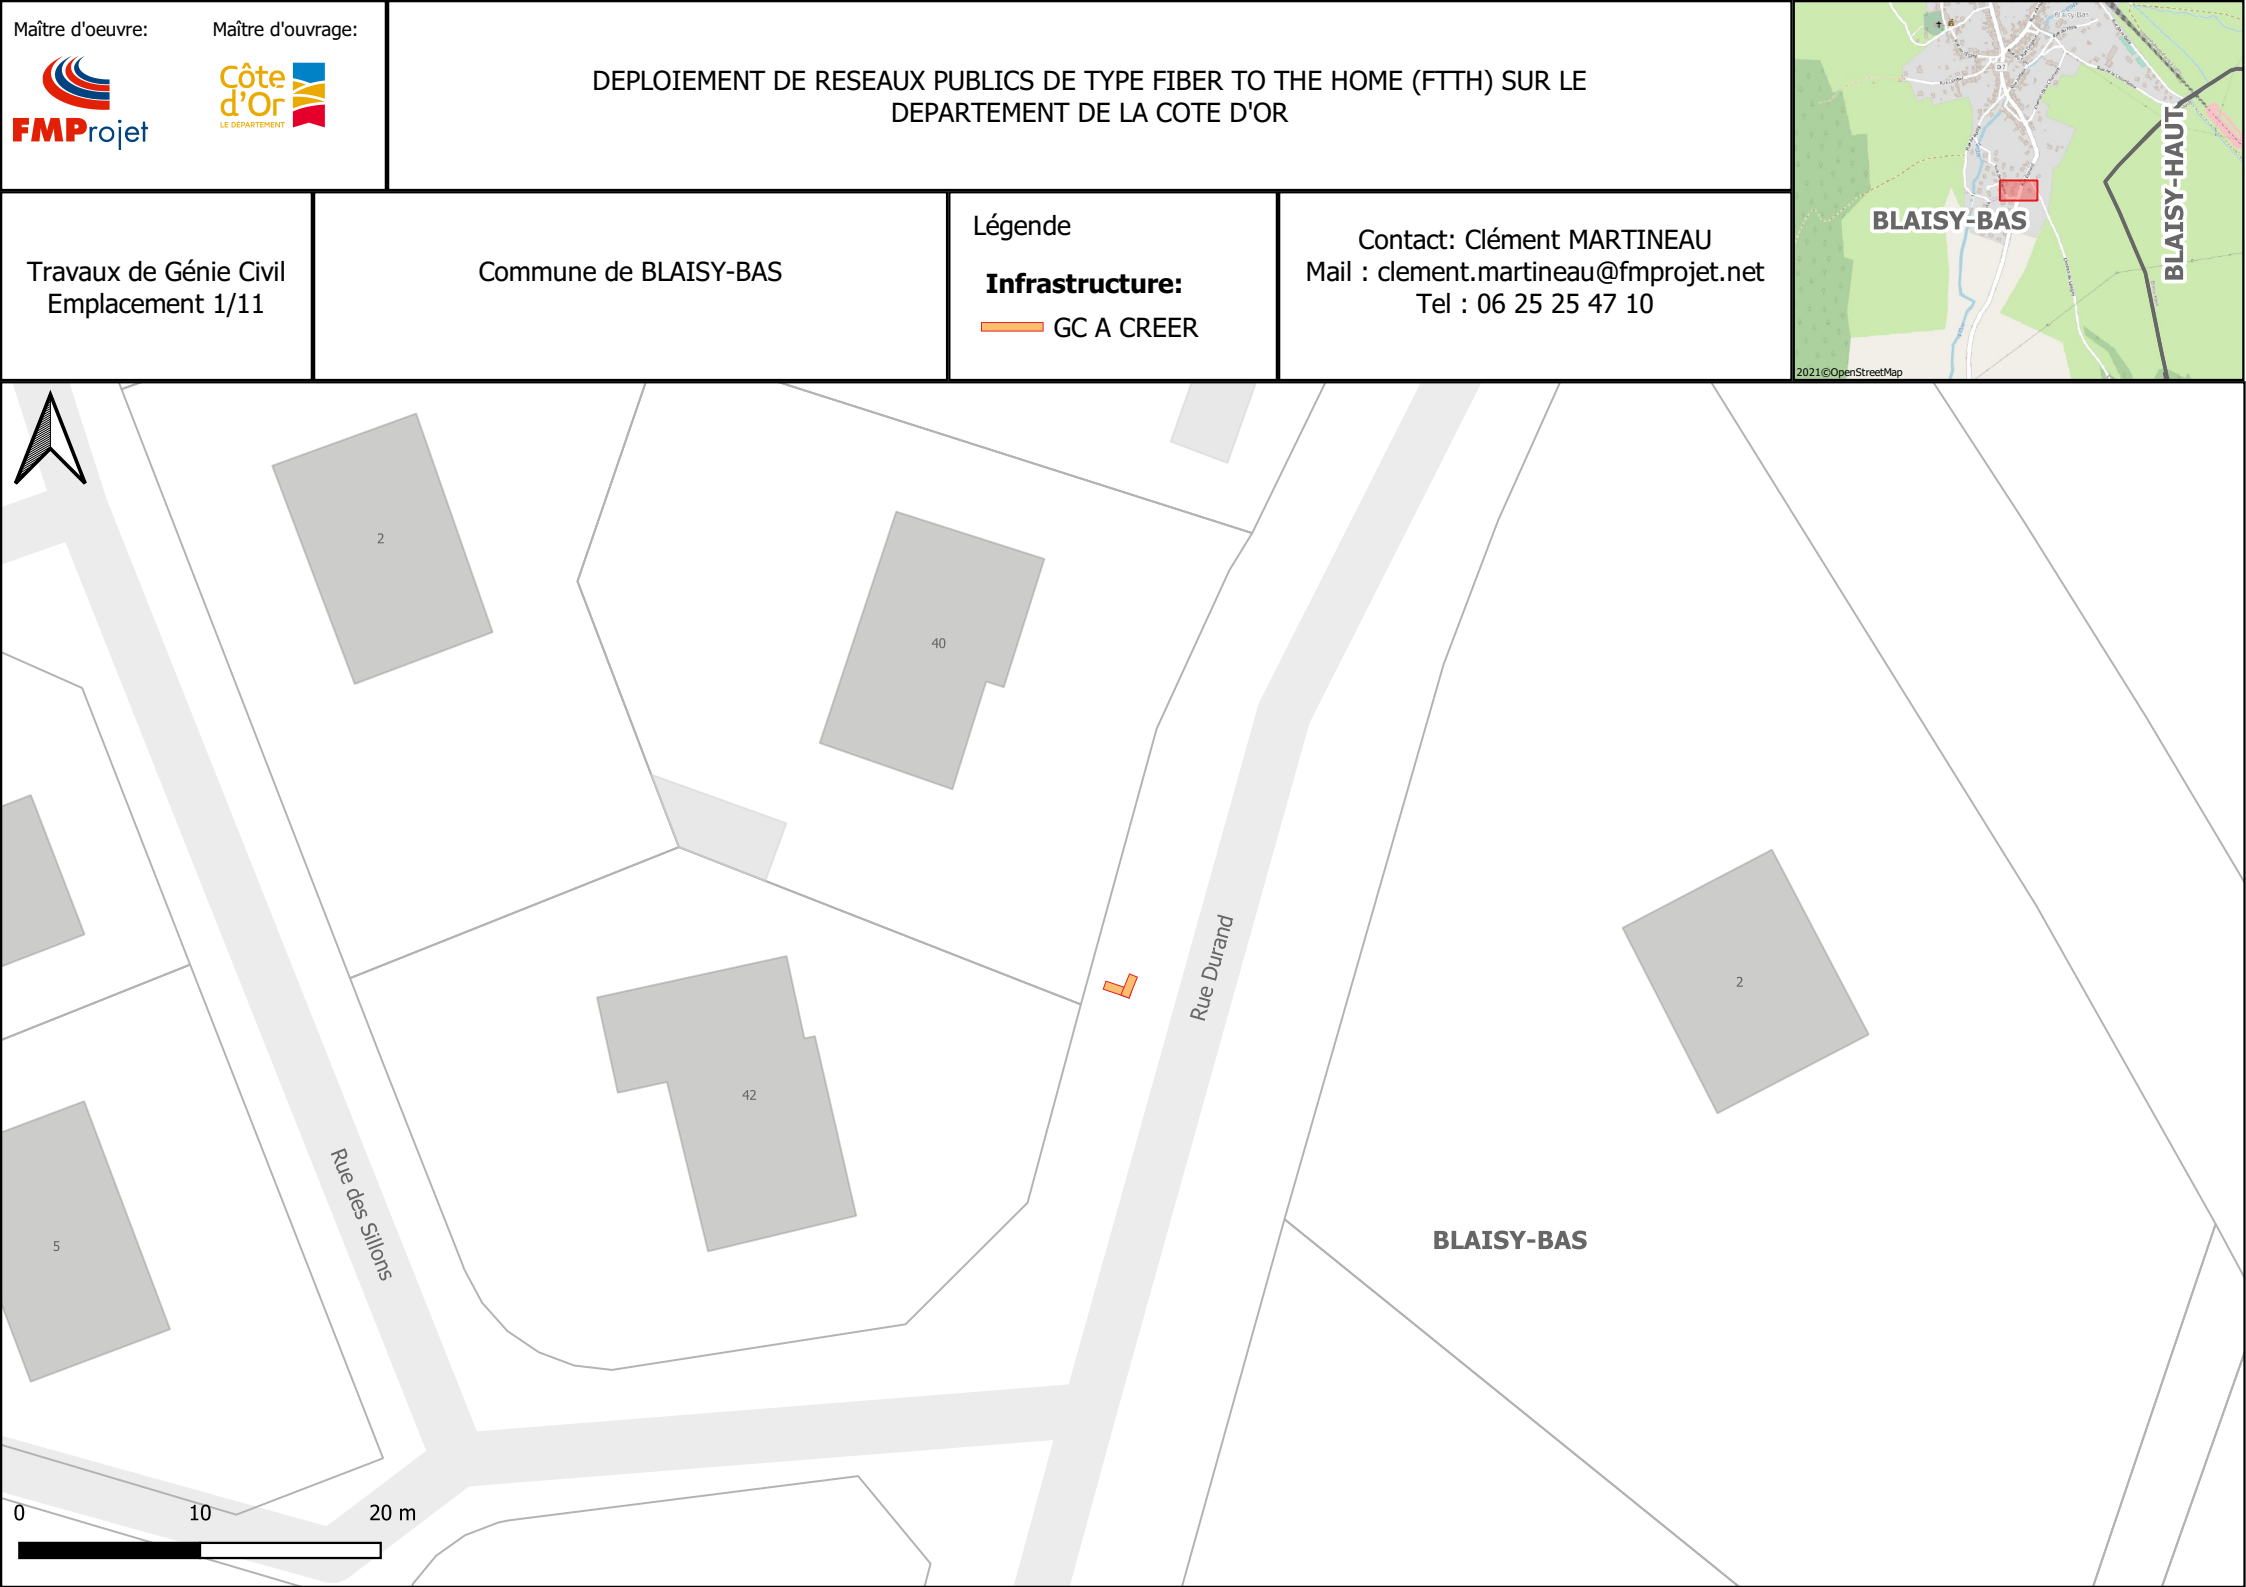 Maître d'oeuvre:
Maître d'ouvrage:
FMProjet
Côte
d'Or
LE DÉPARTEMENT
DEPLOIEMENT DE RESEAUX PUBLICS DE TYPE FIBER TO THE HOME (FTTH) SUR LE
DEPARTEMENT DE LA COTE D'OR
Travaux de Génie Civil
Emplacement 1/11
Commune de BLAISY-BAS
Légende
Infrastructure:
GC A CREER
Contact: Clément MARTINEAU
Mail : clement.martineau@fmprojet.net
Tel : 06 25 25 47 10
Blaisy-Bas
BLAISY-BAS
BLAISY-HAUT
2021©OpenStreetMap
2
40
42
2
5
Rue Durand
Rue des Sillons
BLAISY-BAS
0
10
20 m